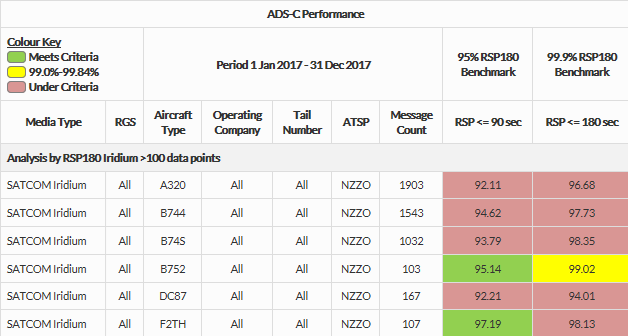 ADS-C Performance
Colour Key
Meets Criteria
99.0%-99.84%
Under Criteria
Period 1 Jan 2017 - 31 Dec 2017
95% RSP180 Benchmark
99.9% RSP180 Benchmark
Media Type RGS Aircraft Type Operating Company Tail Number ATSP Message Count RSP <= 90 sec RSP <= 180 sec
Analysis by RSP180 Iridium >100 data points
SATCOM Iridium All A320 All All NZZO 1903 92.11 96.68
SATCOM Iridium All B744 All All NZZO 1543 94.62 97.73
SATCOM Iridium All B74S All All NZZO 1032 93.79 98.35
SATCOM Iridium All B752 All All NZZO 103 95.14 99.02
SATCOM Iridium All DC87 All All NZZO 167 92.21 94.01
SATCOM Iridium All F2TH All All NZZO 107 97.19 98.13